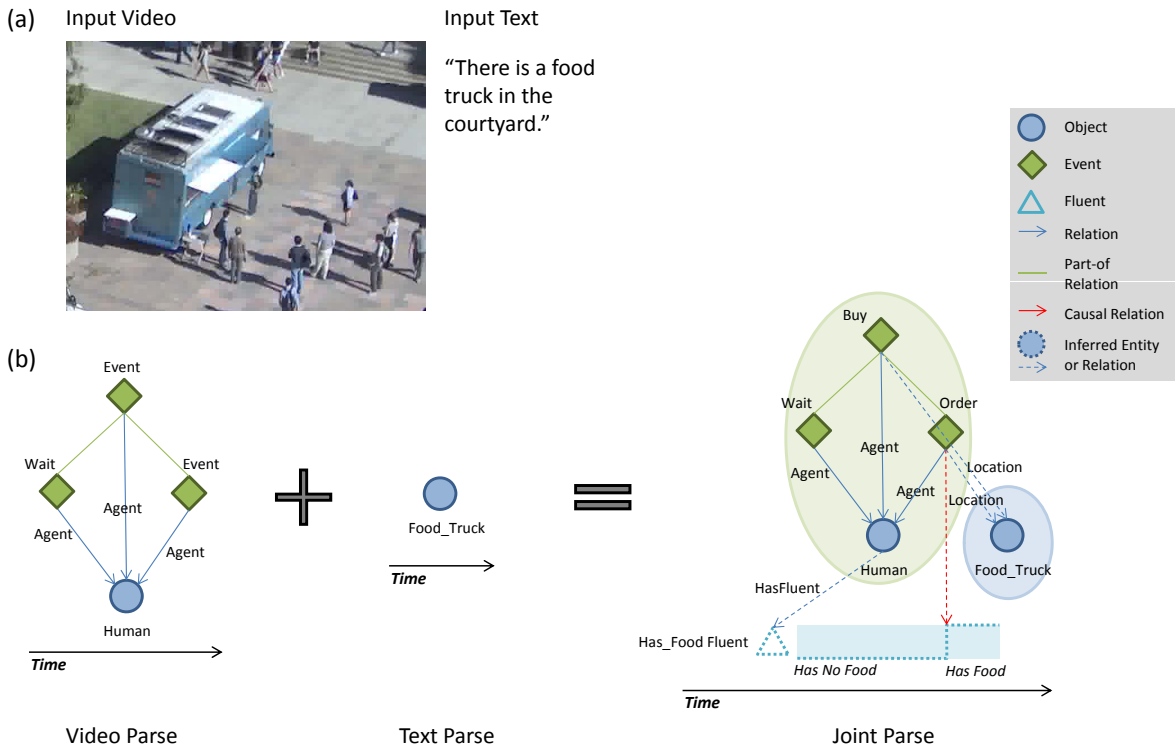 (a)
Input Video
Input Text
“There is a food
truck in the
courtyard.”
Object
Event
Fluent
Relation
Part-of
Relation
Causal Relation
Inferred Entity
or Relation
(b)
Event
Wait
Event
Agent
Agent
Agent
Human
Time
Food_Truck
Time
Buy
Wait
Order
Agent
Agent
Agent
Location
Location
Human
Food_Truck
HasFluent
Has_Food Fluent
Has No Food
Has Food
Time
Video Parse
Text Parse
Joint Parse